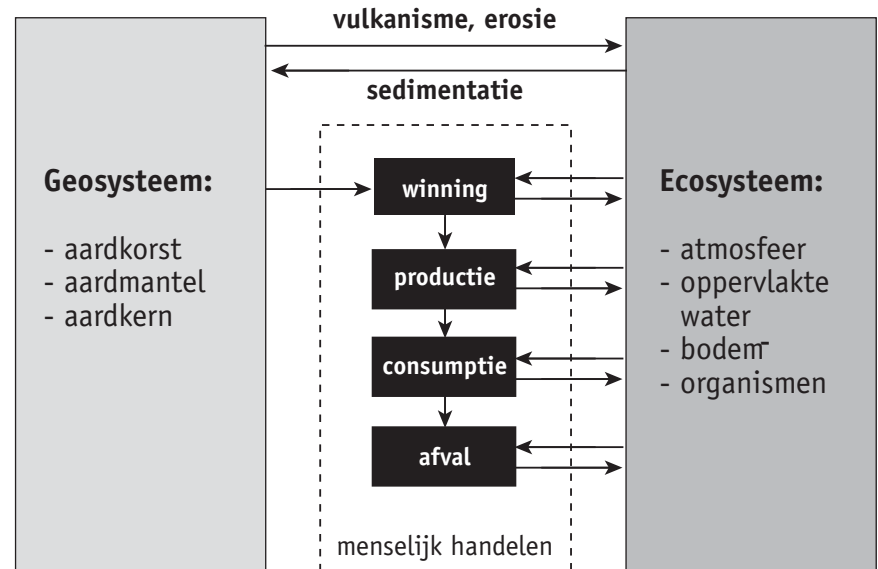 vulkanisme, erosie
sedimentatie
Geosysteem:
- aardkorst
- aardmantel
- aardkern
winning
productie
consumptie
afval
menselijk handelen
Ecosysteem:
- atmosfeer
- oppervlakte
water
- bodem-
- organismen